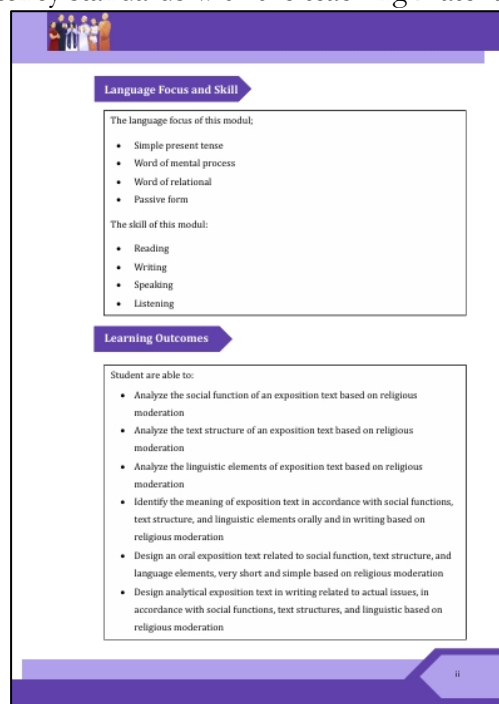 Language Focus and Skill
The language focus of this modul;
• Simple present tense
• Word of mental process
• Word of relational
• Passive form
The skill of this modul:
• Reading
• Writing
• Speaking
• Listening
Learning Outcomes
Student are able to:
• Analyze the social function of an exposition text based on religious
moderation
• Analyze the text structure of an exposition text based on religious
moderation
• Analyze the linguistic elements of exposition text based on religious
moderation
• Identify the meaning of exposition text in accordance with social functions,
text structure, and linguistic elements orally and in writing based on
religious moderation
• Design an oral exposition text related to social function, text structure, and
language elements, very short and simple based on religious moderation
• Design analytical exposition text in writing related to actual issues, in
accordance with social functions, text structures, and linguistic based on
religious moderation
ii